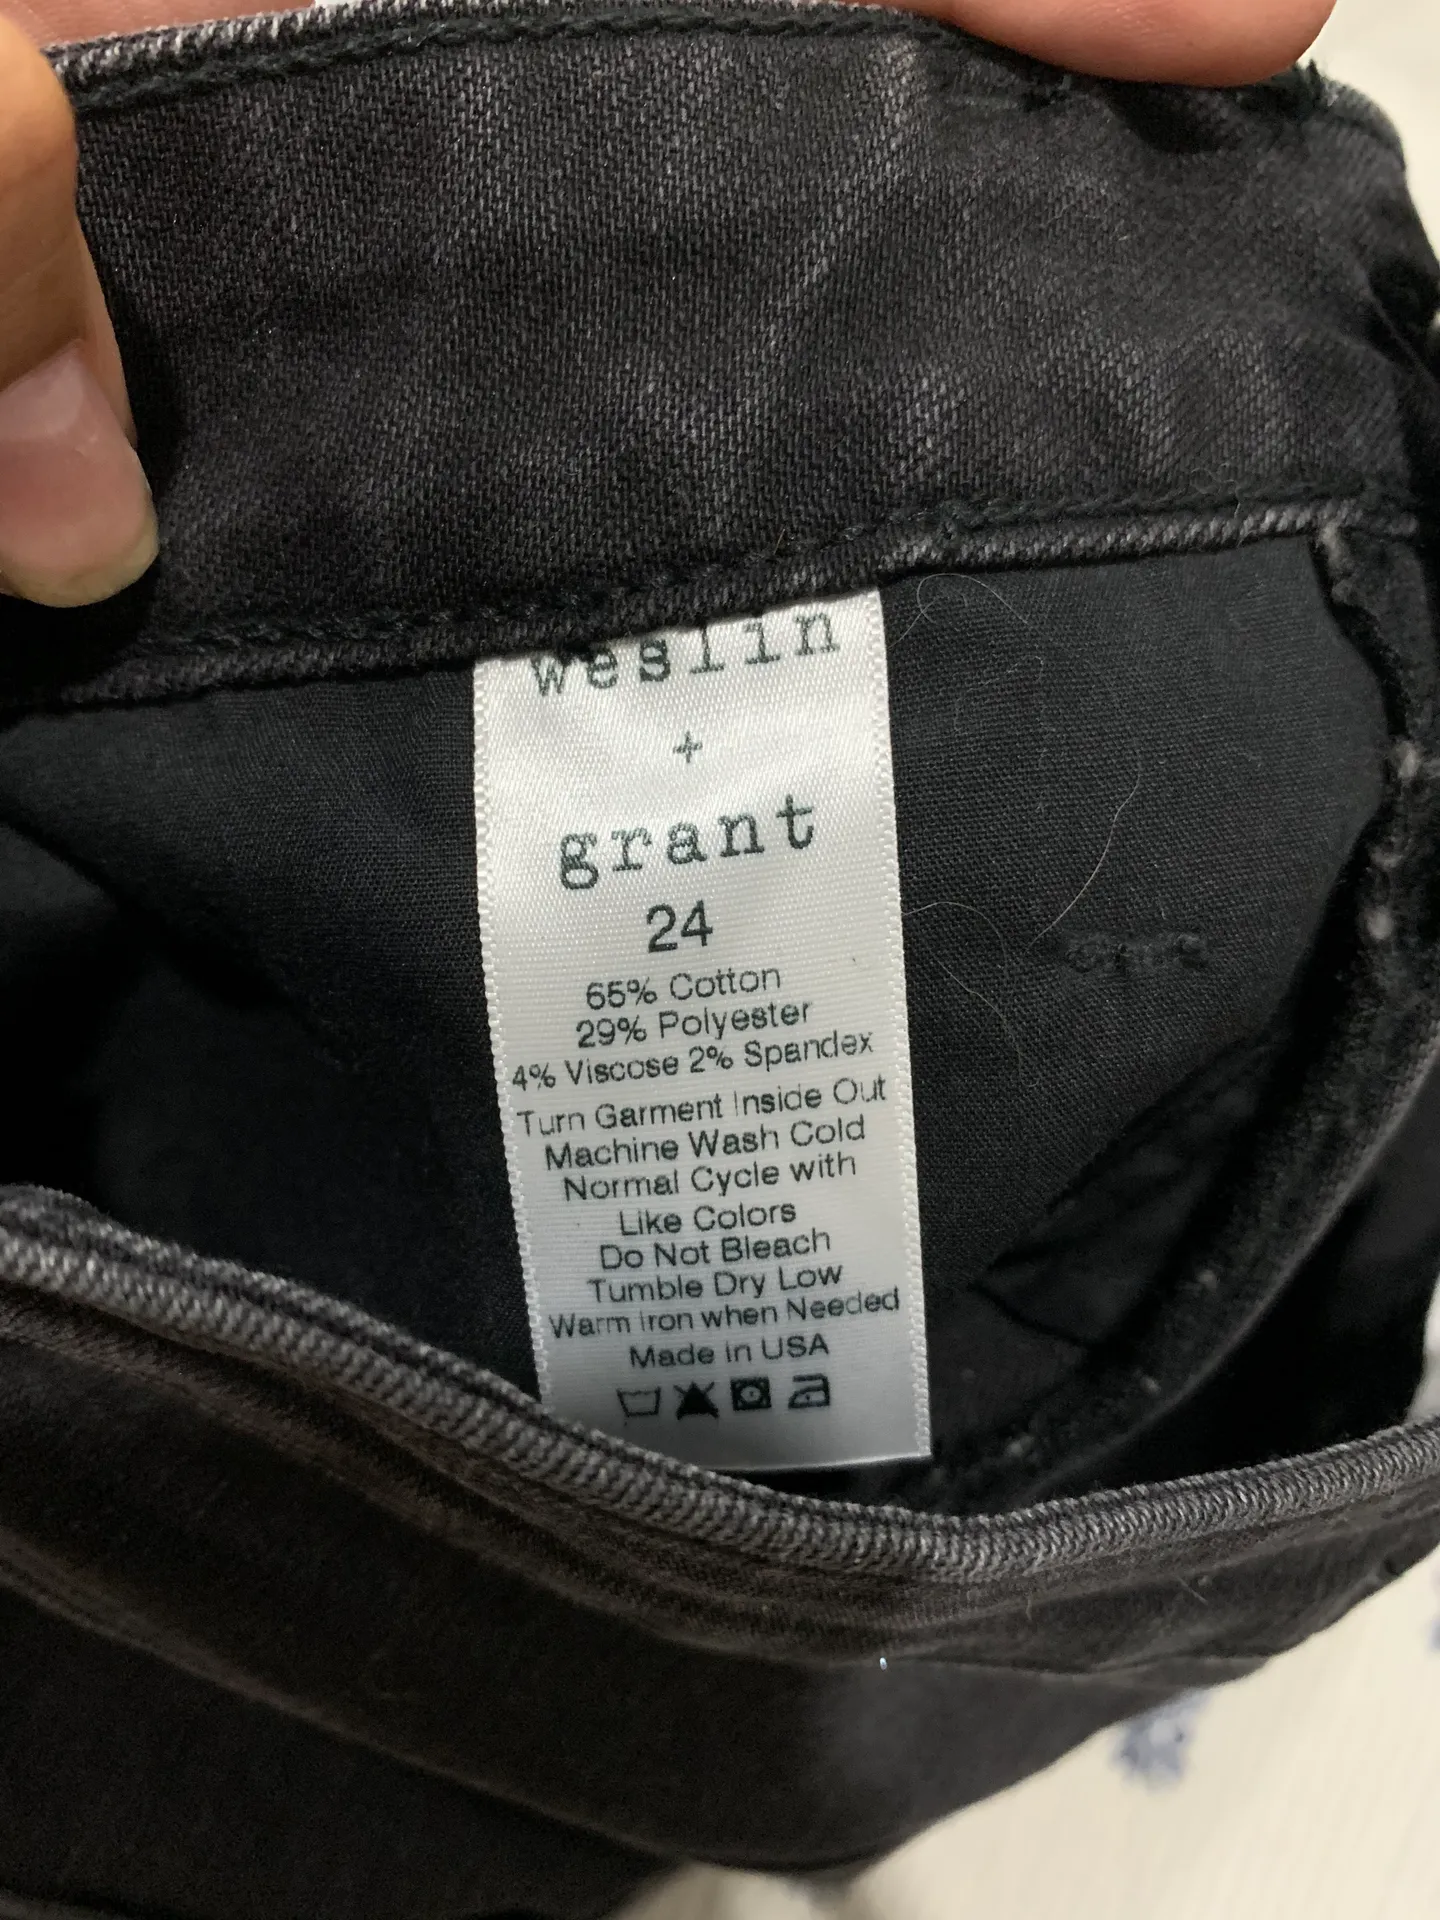 weslin
+
grant
24
65% Cotton
29% Polyester
4% Viscose 2% Spandex
Turn Garment Inside Out
Machine Wash Cold
Normal Cycle with
Like Colors
Do Not Bleach
Tumble Dry Low
Warm Iron when Needed
Made in USA